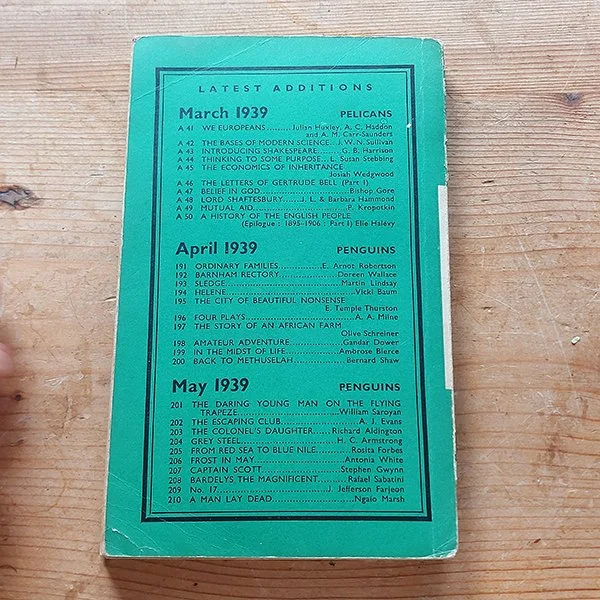 LATEST ADDITIONS
March 1939 PELICANS
A 41 WE EUROPEANS..........Julian Huxley, A. C. Haddon
and A. M. Carr-Saunders
A 42 THE BASES OF MODERN SCIENCE...J. W. N. Sullivan
A 43 INTRODUCING SHAKESPEARE......G. B. Harrison
A 44 THINKING TO SOME PURPOSE...L. Susan Stebbing
A 45 THE ECONOMICS OF INHERITANCE
Josiah Wedgwood
A 46 THE LETTERS OF GERTRUDE BELL (Part I)
A 47 BELIEF IN GOD......................Bishop Gore
A 48 LORD SHAFTESBURY.......J. L. & Barbara Hammond
A 49 MUTUAL AID..........................P. Kropotkin
A 50 A HISTORY OF THE ENGLISH PEOPLE
(Epilogue : 1895-1906 : Part I) Elie Halévy
April 1939 PENGUINS
191 ORDINARY FAMILIES...............E. Arnot Robertson
192 BARNHAM RECTORY................Doreen Wallace
193 SLEDGE............................Martin Lindsay
194 HELENE..............................Vicki Baum
195 THE CITY OF BEAUTIFUL NONSENSE
E. Temple Thurston
196 FOUR PLAYS..........................A. A. Milne
197 THE STORY OF AN AFRICAN FARM
Olive Schreiner
198 AMATEUR ADVENTURE..............Gandar Dower
199 IN THE MIDST OF LIFE..............Ambrose Bierce
200 BACK TO METHUSELAH.............Bernard Shaw
May 1939 PENGUINS
201 THE DARING YOUNG MAN ON THE FLYING
TRAPEZE..........................William Saroyan
202 THE ESCAPING CLUB...................A. J. Evans
203 THE COLONEL'S DAUGHTER......Richard Aldington
204 GREY STEEL......................H. C. Armstrong
205 FROM RED SEA TO BLUE NILE........Rosita Forbes
206 FROST IN MAY......................Antonia White
207 CAPTAIN SCOTT...................Stephen Gwynn
208 BARDELYS THE MAGNIFICENT.........Rafael Sabatini
209 No. 17..........................J. Jefferson Farjeon
210 A MAN LAY DEAD.....................Ngaio Marsh